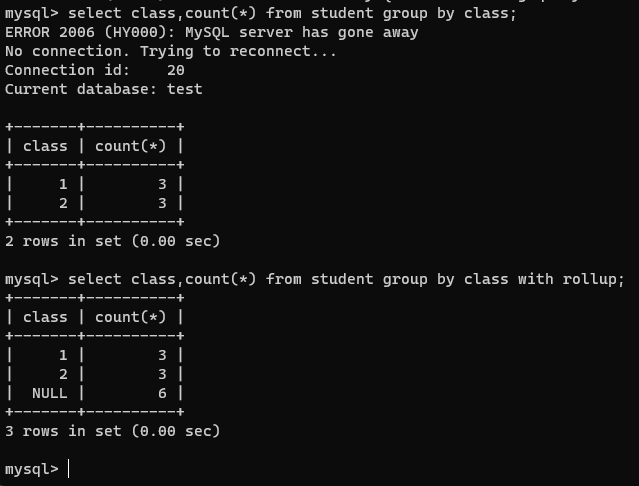 mysql> select class,count(*) from student group by class;
ERROR 2006 (HY000): MySQL server has gone away
No connection. Trying to reconnect...
Connection id:    20
Current database: test
+-------+----------+
| class | count(*) |
+-------+----------+
|     1 |        3 |
|     2 |        3 |
+-------+----------+
2 rows in set (0.00 sec)
mysql> select class,count(*) from student group by class with rollup;
+-------+----------+
| class | count(*) |
+-------+----------+
|     1 |        3 |
|     2 |        3 |
|  NULL |        6 |
+-------+----------+
3 rows in set (0.00 sec)
mysql>